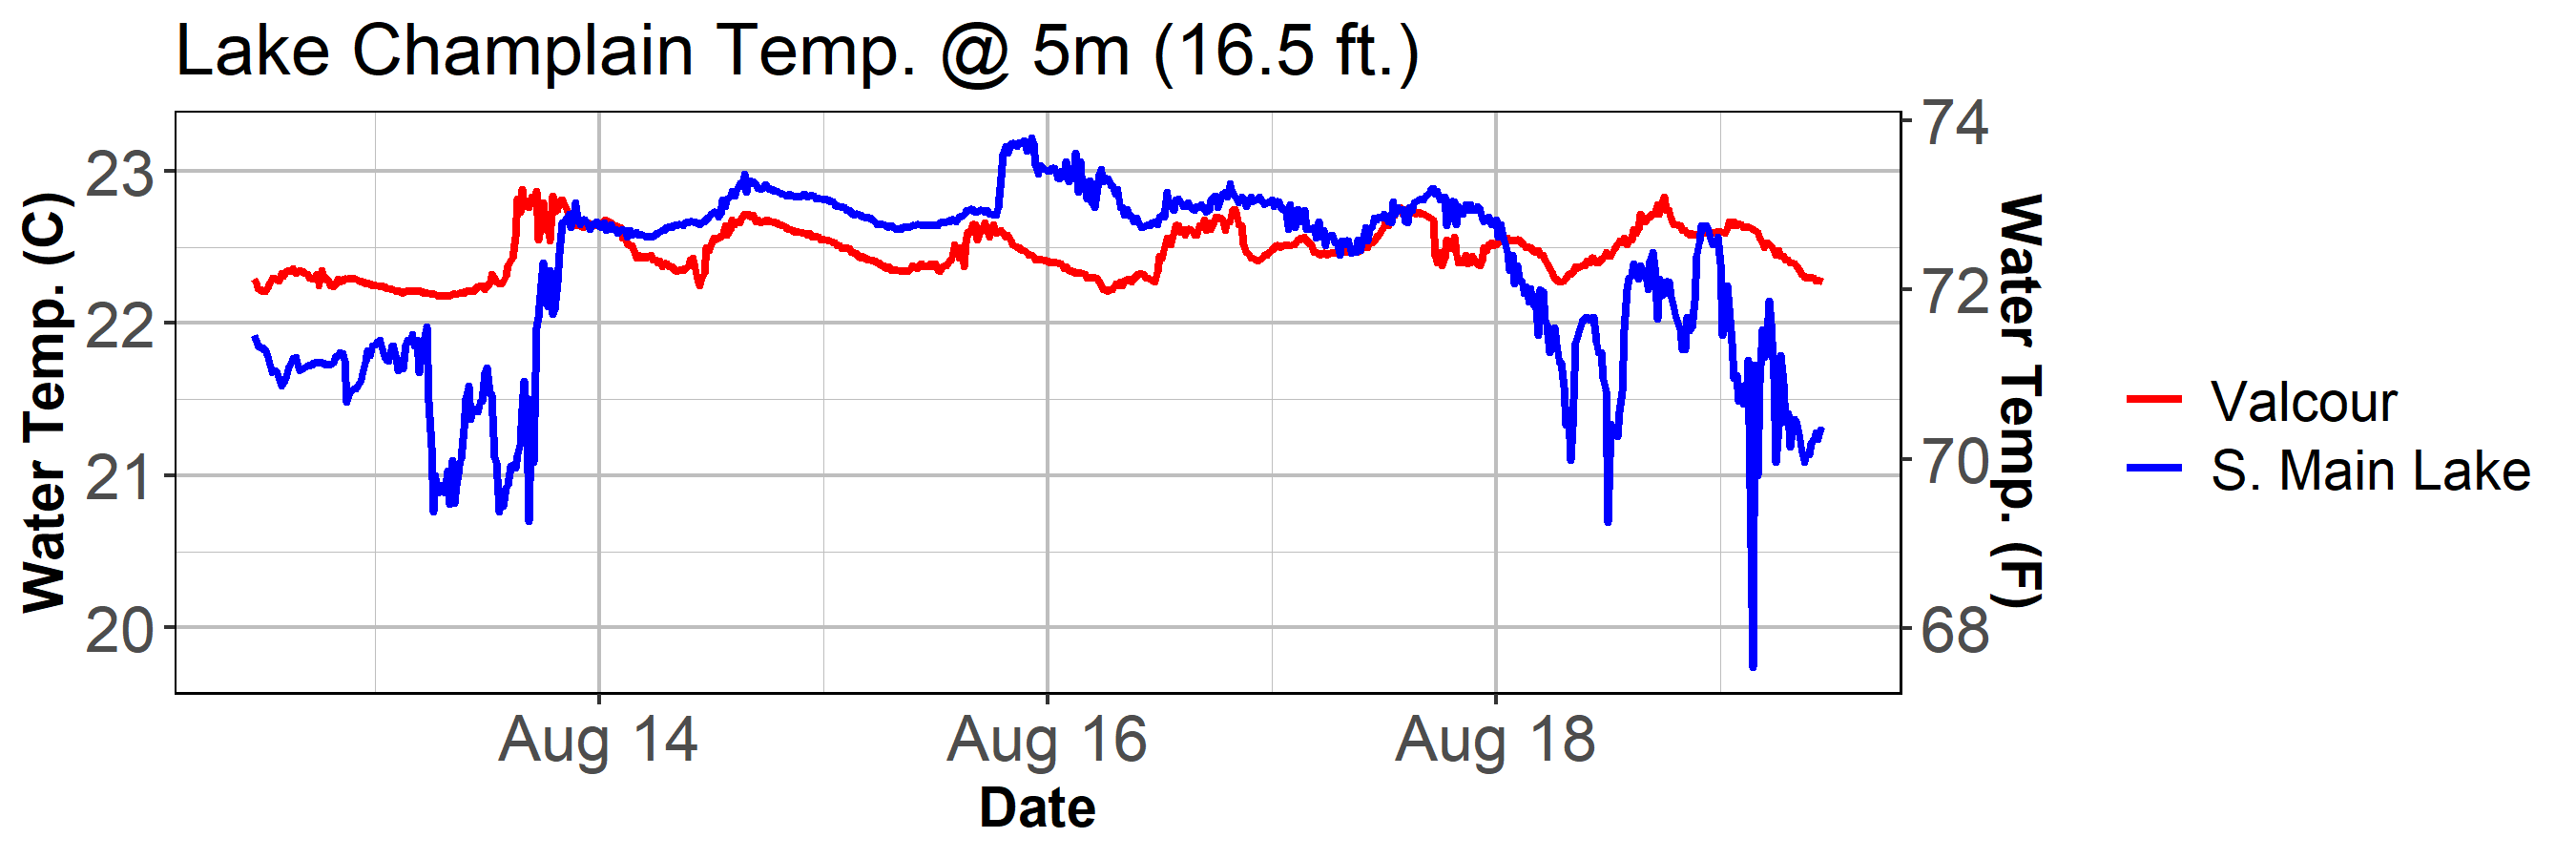 Lake Champlain Temp. @ 5m (16.5 ft.)
Water Temp. (C)
23
22
21
20
74
72
70
68
Water Temp. (F)
Aug 14
Aug 16
Aug 18
Date
Valcour
S. Main Lake